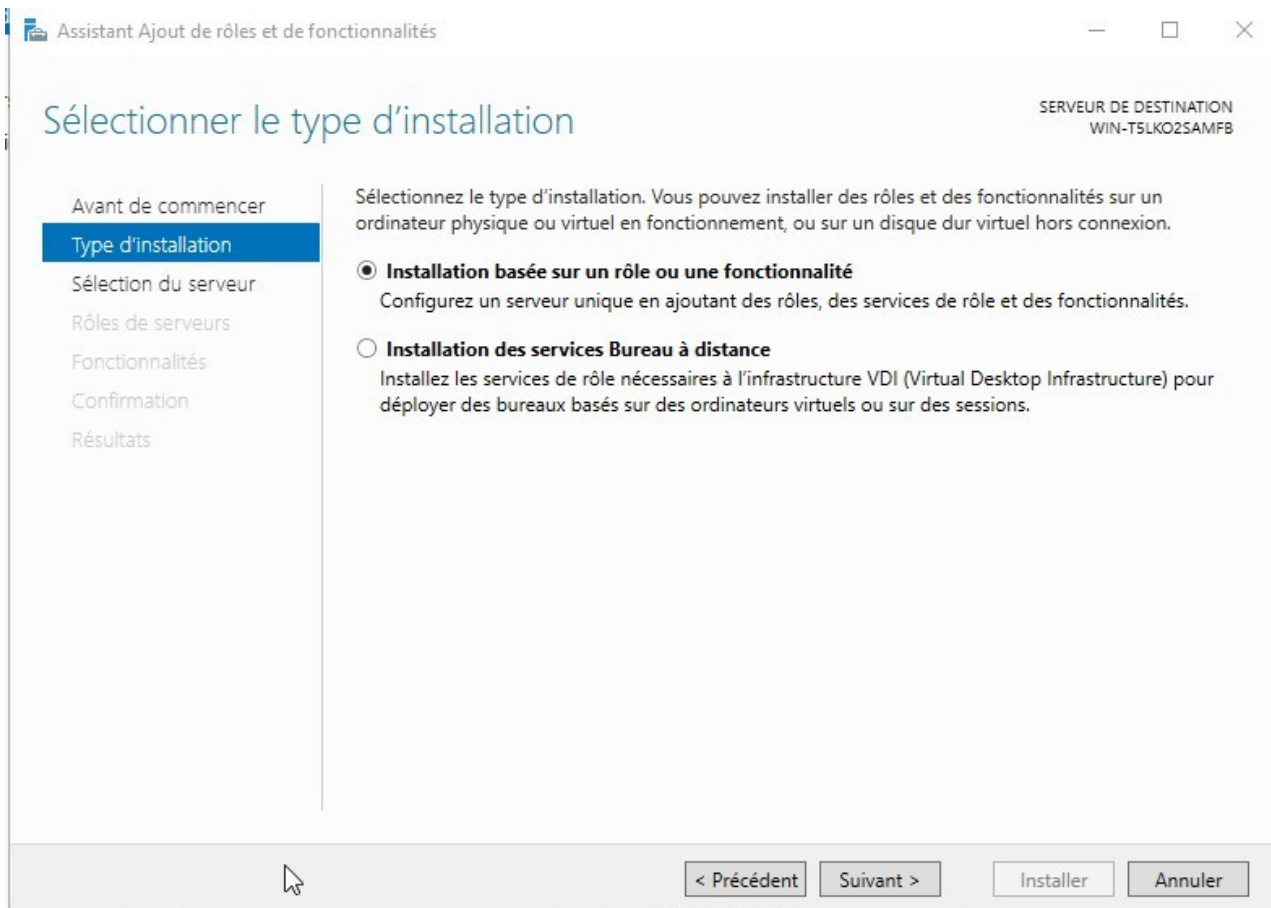 Assistant Ajout de rôles et de fonctionnalités
Sélectionner le type d'installation
SERVEUR DE DESTINATION
WIN-T5LKO2SAMFB
Avant de commencer
Type d'installation
Sélection du serveur
Rôles de serveurs
Fonctionnalités
Confirmation
Résultats
Sélectionnez le type d'installation. Vous pouvez installer des rôles et des fonctionnalités sur un
ordinateur physique ou virtuel en fonctionnement, ou sur un disque dur virtuel hors connexion.
Installation basée sur un rôle ou une fonctionnalité
Configurez un serveur unique en ajoutant des rôles, des services de rôle et des fonctionnalités.
Installation des services Bureau à distance
Installez les services de rôle nécessaires à l'infrastructure VDI (Virtual Desktop Infrastructure) pour
déployer des bureaux basés sur des ordinateurs virtuels ou sur des sessions.
< Précédent
Suivant >
Installer
Annuler